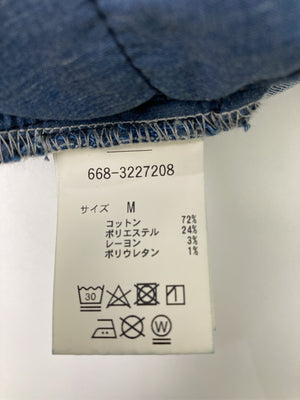 668-3227208
サイズ M
コットン 72%
ポリエステル 24%
レーヨン 3%
ポリウレタン 1%
30
W